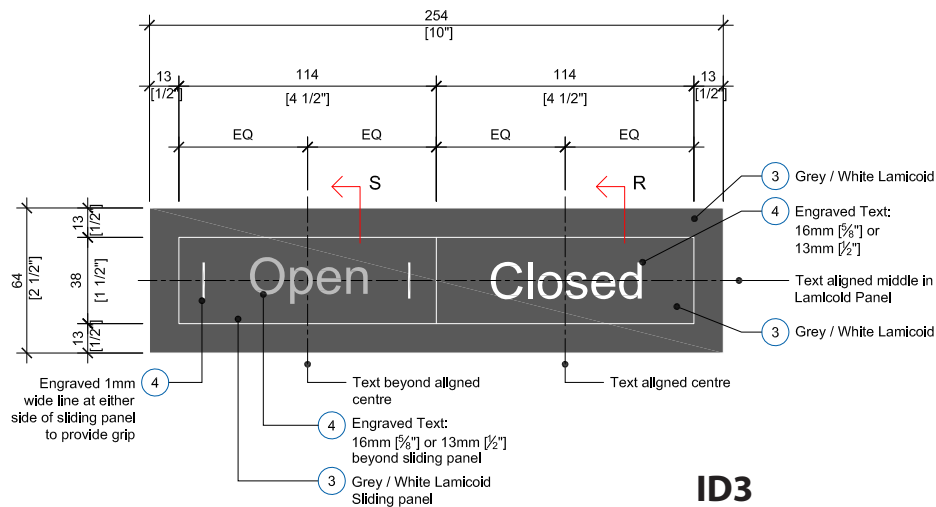 254
[10"]
13
[1/2"]
114
[4 1/2"]
114
[4 1/2"]
13
[1/2"]
EQ
EQ
EQ
EQ
S
R
3 Grey / White Lamicoid
4 Engraved Text:
16mm [⅝"] or
13mm [½"]
64
[2 1/2"]
13
[1/2"]
38
[1 1/2"]
13
[1/2"]
Open
Closed
Text aligned middle in
Lamlcold Panel
3 Grey / White Lamicoid
Engraved 1mm
wide line at either
side of sliding panel
to provide grip
4
Text beyond aligned
centre
Text aligned centre
4 Engraved Text:
16mm [⅝"] or 13mm [½"]
beyond sliding panel
3 Grey / White Lamicoid
Sliding panel
ID3